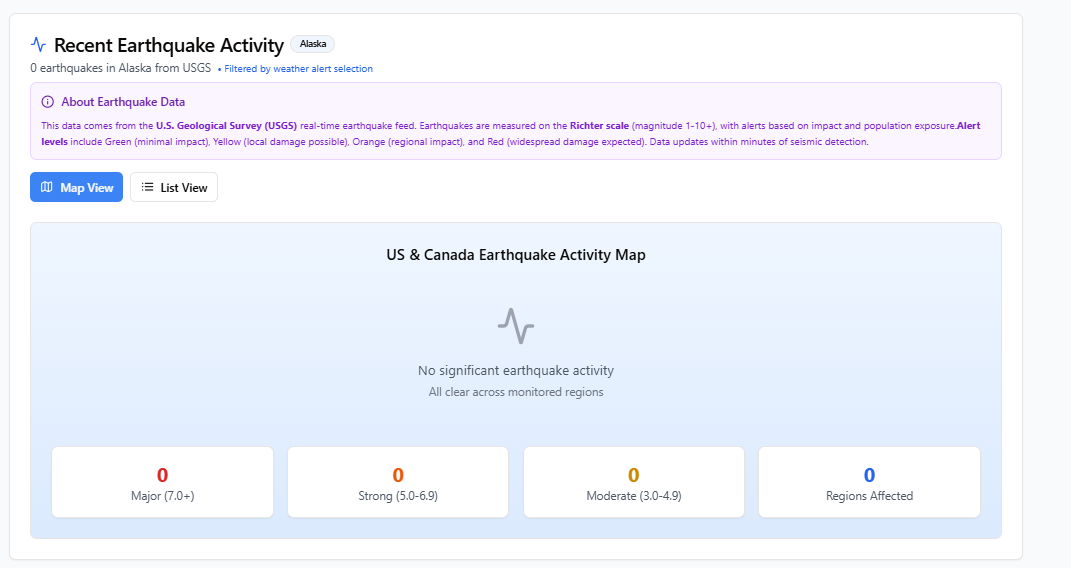 Recent Earthquake Activity Alaska
0 earthquakes in Alaska from USGS • Filtered by weather alert selection
About Earthquake Data
This data comes from the U.S. Geological Survey (USGS) real-time earthquake feed. Earthquakes are measured on the Richter scale (magnitude 1-10+), with alerts based on impact and population exposure.Alert
levels include Green (minimal impact), Yellow (local damage possible), Orange (regional impact), and Red (widespread damage expected). Data updates within minutes of seismic detection.
Map View List View
US & Canada Earthquake Activity Map
No significant earthquake activity
All clear across monitored regions
0 0 0 0
Major (7.0+) Strong (5.0-6.9) Moderate (3.0-4.9) Regions Affected